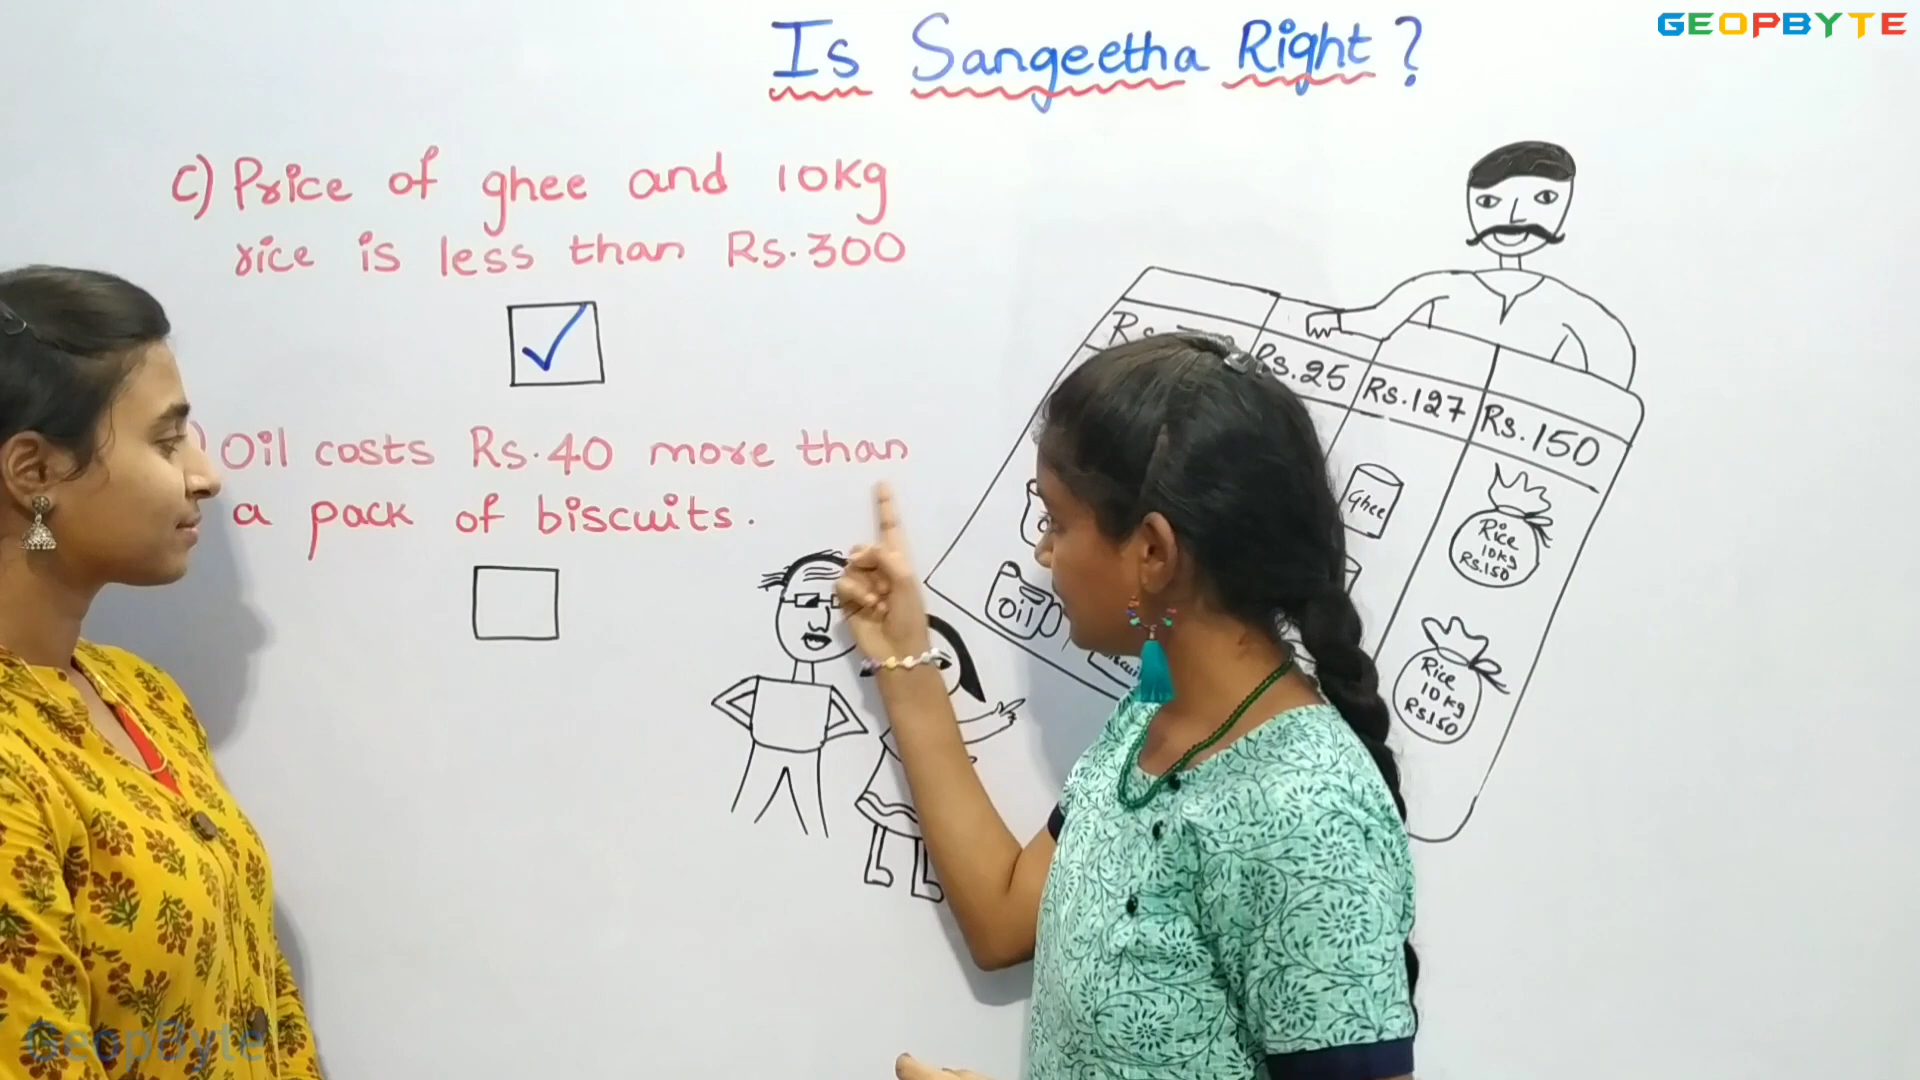 GEOPBYTE
Is Sangeetha Right?
C) Price of ghee and 10Kg
rice is less than Rs.300
Oil costs Rs.40 more than
a pack of biscuits.
Rs.25
Rs.127
Rs.150
Ghee
Rice
10kg
Rs.150
Oil
Rice
10kg
Rs.150
GeopByte